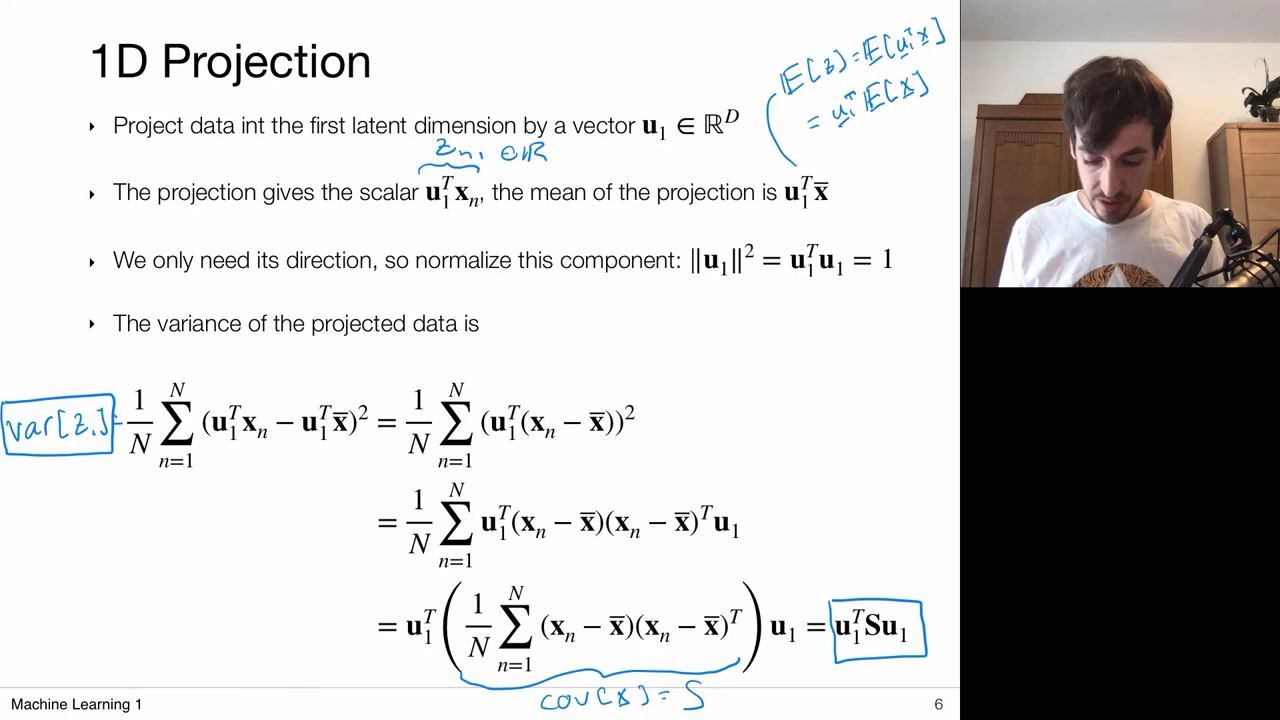 1D Projection
𝔼[z] = 𝔼[u₁ᵀx]
= u₁ᵀ 𝔼[x]
‣ Project data int the first latent dimension by a vector u₁ ∈ ℝᴰ
zₙ₁ ∈ ℝ
‣ The projection gives the scalar u₁ᵀxₙ, the mean of the projection is u₁ᵀx̄
‣ We only need its direction, so normalize this component: ‖u₁‖² = u₁ᵀu₁ = 1
‣ The variance of the projected data is
var[z₁] = 1/N ∑ₙ₌₁ᴺ (u₁ᵀxₙ − u₁ᵀx̄)² = 1/N ∑ₙ₌₁ᴺ (u₁ᵀ(xₙ − x̄))²
= 1/N ∑ₙ₌₁ᴺ u₁ᵀ(xₙ − x̄)(xₙ − x̄)ᵀu₁
= u₁ᵀ (1/N ∑ₙ₌₁ᴺ (xₙ − x̄)(xₙ − x̄)ᵀ) u₁ = u₁ᵀSu₁
cov[x] = S
Machine Learning 1
6